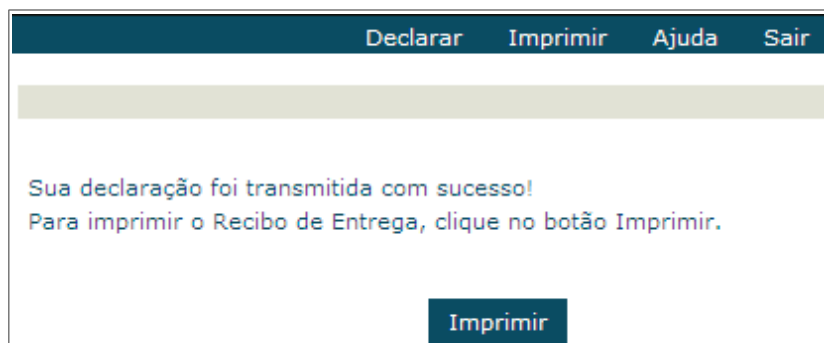 Declarar Imprimir Ajuda Sair
Sua declaração foi transmitida com sucesso!
Para imprimir o Recibo de Entrega, clique no botão Imprimir.
Imprimir